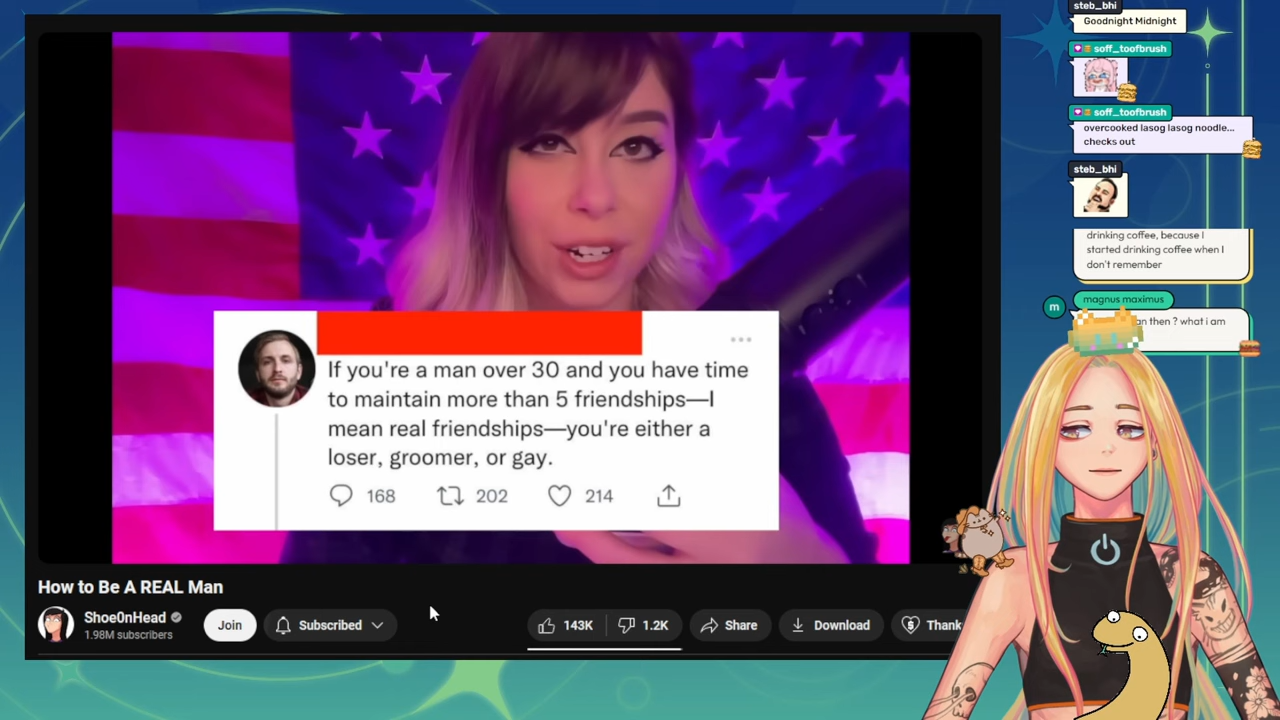 If you're a man over 30 and you have time
to maintain more than 5 friendships—I
mean real friendships—you're either a
loser, groomer, or gay.
168
202
214
How to Be A REAL Man
Shoe0nHead
1.98M subscribers
Join
Subscribed
143K
1.2K
Share
Download
Thank
steb_bhi
Goodnight Midnight
soff_toofbrush
soff_toofbrush
overcooked lasog lasog noodle...
checks out
steb_bhi
drinking coffee, because I
started drinking coffee when I
don't remember
m
magnus maximus
then ? what i am